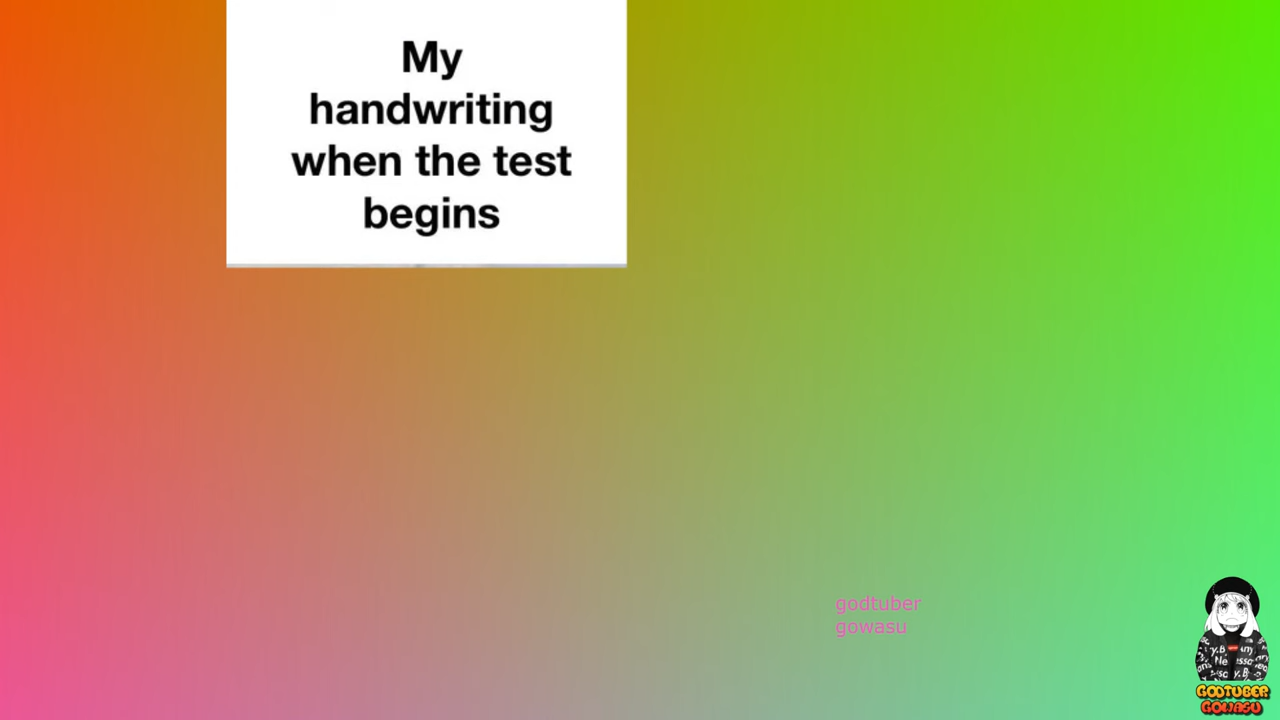 My
handwriting
when the test
begins
godtuber
gowasu
GODTUBER
GOWASU